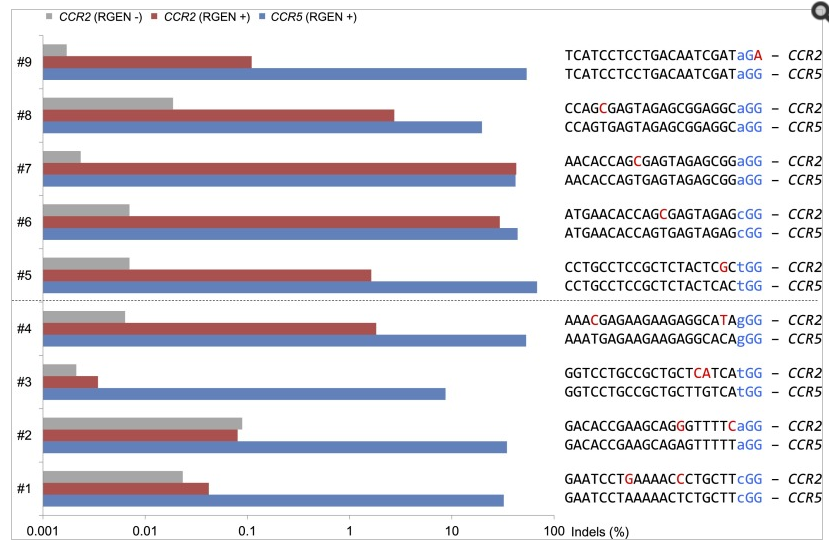 CCR2 (RGEN -) CCR2 (RGEN +) CCR5 (RGEN +)
#9 TCATCCTCCTGACAATCGATaGA – CCR2
TCATCCTCCTGACAATCGATaGG – CCR5
#8 CCAGCGAGTAGAGCGGAGGCaGG – CCR2
CCAGTGAGTAGAGCGGAGGCaGG – CCR5
#7 AACACCAGCGAGTAGAGCGGaGG – CCR2
AACACCAGTGAGTAGAGCGGaGG – CCR5
#6 ATGAACACCAGCGAGTAGAGcGG – CCR2
ATGAACACCAGTGAGTAGAGcGG – CCR5
#5 CCTGCCTCCGCTCTACTCGCtGG – CCR2
CCTGCCTCCGCTCTACTCACtGG – CCR5
#4 AAACGAGAAGAAGAGGCATAgGG – CCR2
AAATGAGAAGAAGAGGCACAgGG – CCR5
#3 GGTCCTGCCGCTGCTCATCAtGG – CCR2
GGTCCTGCCGCTGCTTGTCAtGG – CCR5
#2 GACACCGAAGCAGGGTTTTCaGG – CCR2
GACACCGAAGCAGAGTTTTTaGG – CCR5
#1 GAATCCTGAAAACCCTGCTTcGG – CCR2
GAATCCTAAAAACTCTGCTTcGG – CCR5
0.001 0.01 0.1 1 10 100 Indels (%)